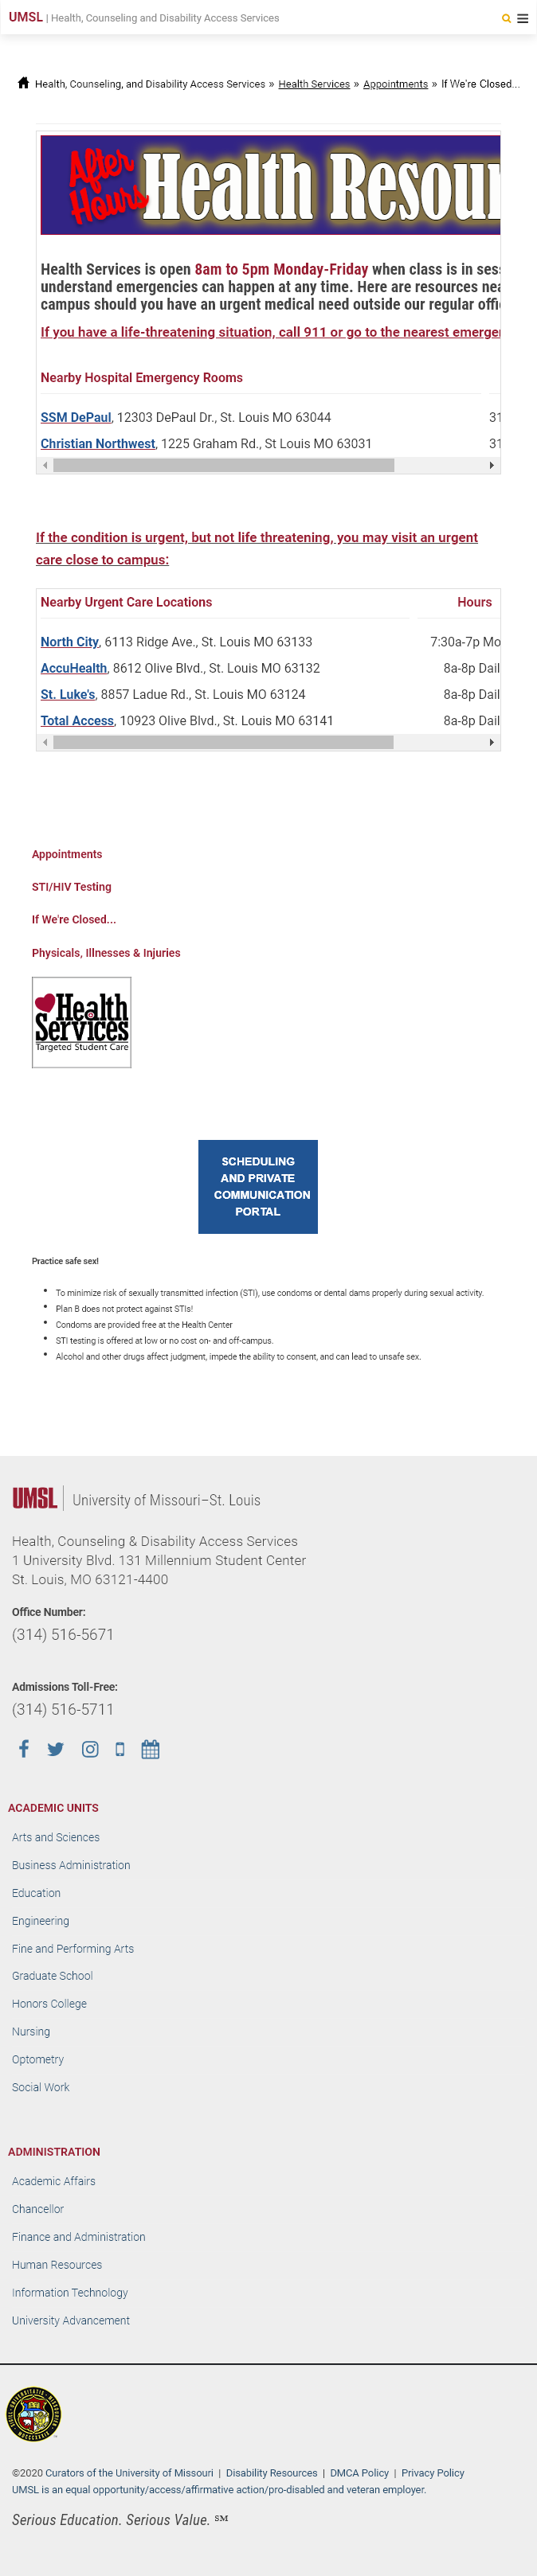 UMSL | Health, Counseling and Disability Access Services
Health, Counseling, and Disability Access Services » Health Services » Appointments » If We're Closed...
After Hours Health Resour
Health Services is open 8am to 5pm Monday-Friday when class is in ses
understand emergencies can happen at any time. Here are resources nea
campus should you have an urgent medical need outside our regular offi
If you have a life-threatening situation, call 911 or go to the nearest emerger
Nearby Hospital Emergency Rooms
SSM DePaul, 12303 DePaul Dr., St. Louis MO 63044 31
Christian Northwest, 1225 Graham Rd., St Louis MO 63031 31
If the condition is urgent, but not life threatening, you may visit an urgent
care close to campus:
Nearby Urgent Care Locations Hours
North City, 6113 Ridge Ave., St. Louis MO 63133 7:30a-7p Mo
AccuHealth, 8612 Olive Blvd., St. Louis MO 63132 8a-8p Dail
St. Luke's, 8857 Ladue Rd., St. Louis MO 63124 8a-8p Dail
Total Access, 10923 Olive Blvd., St. Louis MO 63141 8a-8p Dail
Appointments
STI/HIV Testing
If We're Closed...
Physicals, Illnesses & Injuries
Health
Services
Targeted Student Care
SCHEDULING
AND PRIVATE
COMMUNICATION
PORTAL
Practice safe sex!
To minimize risk of sexually transmitted infection (STI), use condoms or dental dams properly during sexual activity.
Plan B does not protect against STIs!
Condoms are provided free at the Health Center
STI testing is offered at low or no cost on- and off-campus.
Alcohol and other drugs affect judgment, impede the ability to consent, and can lead to unsafe sex.
UMSL | University of Missouri–St. Louis
Health, Counseling & Disability Access Services
1 University Blvd. 131 Millennium Student Center
St. Louis, MO 63121-4400
Office Number:
(314) 516-5671
Admissions Toll-Free:
(314) 516-5711
ACADEMIC UNITS
Arts and Sciences
Business Administration
Education
Engineering
Fine and Performing Arts
Graduate School
Honors College
Nursing
Optometry
Social Work
ADMINISTRATION
Academic Affairs
Chancellor
Finance and Administration
Human Resources
Information Technology
University Advancement
©2020 Curators of the University of Missouri | Disability Resources | DMCA Policy | Privacy Policy
UMSL is an equal opportunity/access/affirmative action/pro-disabled and veteran employer.
Serious Education. Serious Value. ℠